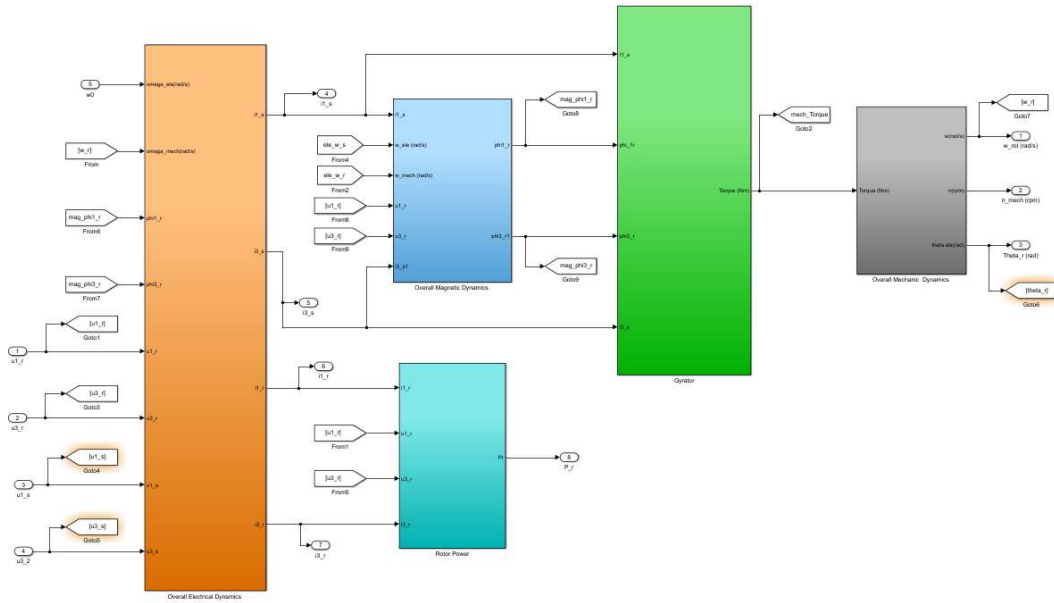 5
w0
omega_ele(rad/s)
[w_r]
From
omega_mech(rad/s)
mag_phi1_r
From6
phi1_r
mag_phi3_r
From7
phi3_r
[u1_r]
Goto1
1
u1_r
u1_r
[u3_r]
Goto3
2
u3_r
u3_r
[u1_s]
Goto4
3
u1_s
u1_s
[u3_s]
Goto5
4
u3_2
u3_s
i1_s
i3_s
i1_r
i3_r
Overall Electrical Dynamics
4
i1_s
5
i3_s
6
i1_r
7
i3_r
ele_w_s
From4
ele_w_r
From2
[u1_r]
From8
[u3_r]
i1_s
w_ele (rad/s)
w_mech (rad/s)
u1_r
u3_r
i3_s1
phi1_r
phi3_r1
Overall Magnetic Dynamics
mag_phi1_r
Goto8
mag_phi3_r
Goto9
[u1_r]
From1
[u3_r]
From5
i1_r
u1_r
u3_r
i3_r
Pr
Rotor Power
8
P_r
i1_s
phi_1r
phi3_r
i3_s
Torque (Nm)
Gyrator
mech_Torque
Goto2
Torque (Nm)
w(rad/s)
n(rpm)
theta ele(rad)
Overall Mechanic Dynamics
[w_r]
Goto7
1
w_rot (rad/s)
2
n_mech (rpm)
3
Theta_r (rad)
[theta_r]
Goto6